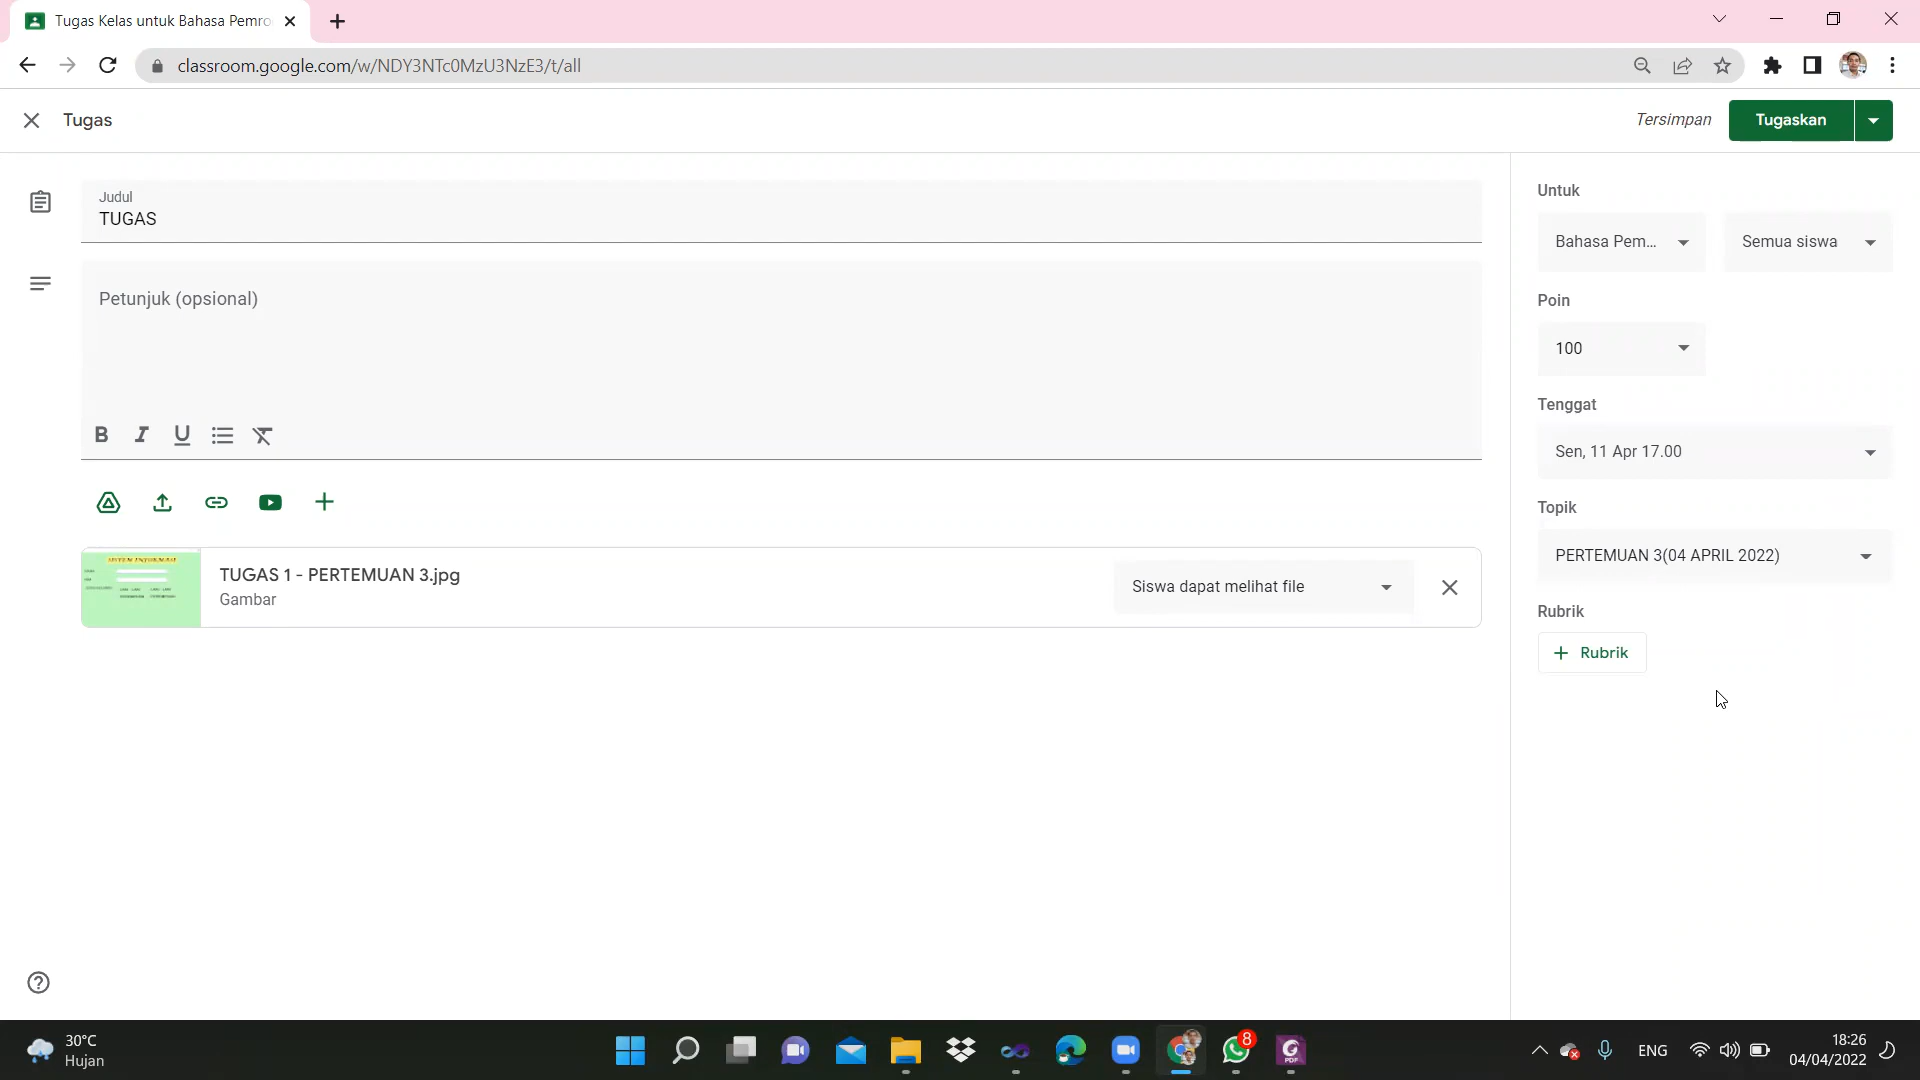 Tugas Kelas untuk Bahasa Pemro
classroom.google.com/w/NDY3NTc0MzU3NzE3/t/all
Tugas
Tersimpan
Tugaskan
Judul
TUGAS
Petunjuk (opsional)
B I U
TUGAS 1 - PERTEMUAN 3.jpg
Gambar
Siswa dapat melihat file
Untuk
Bahasa Pem...
Semua siswa
Poin
100
Tenggat
Sen, 11 Apr 17.00
Topik
PERTEMUAN 3(04 APRIL 2022)
Rubrik
Rubrik
SISTEM INFORMASI
30°C
Hujan
8
PDF
ENG
18:26
04/04/2022